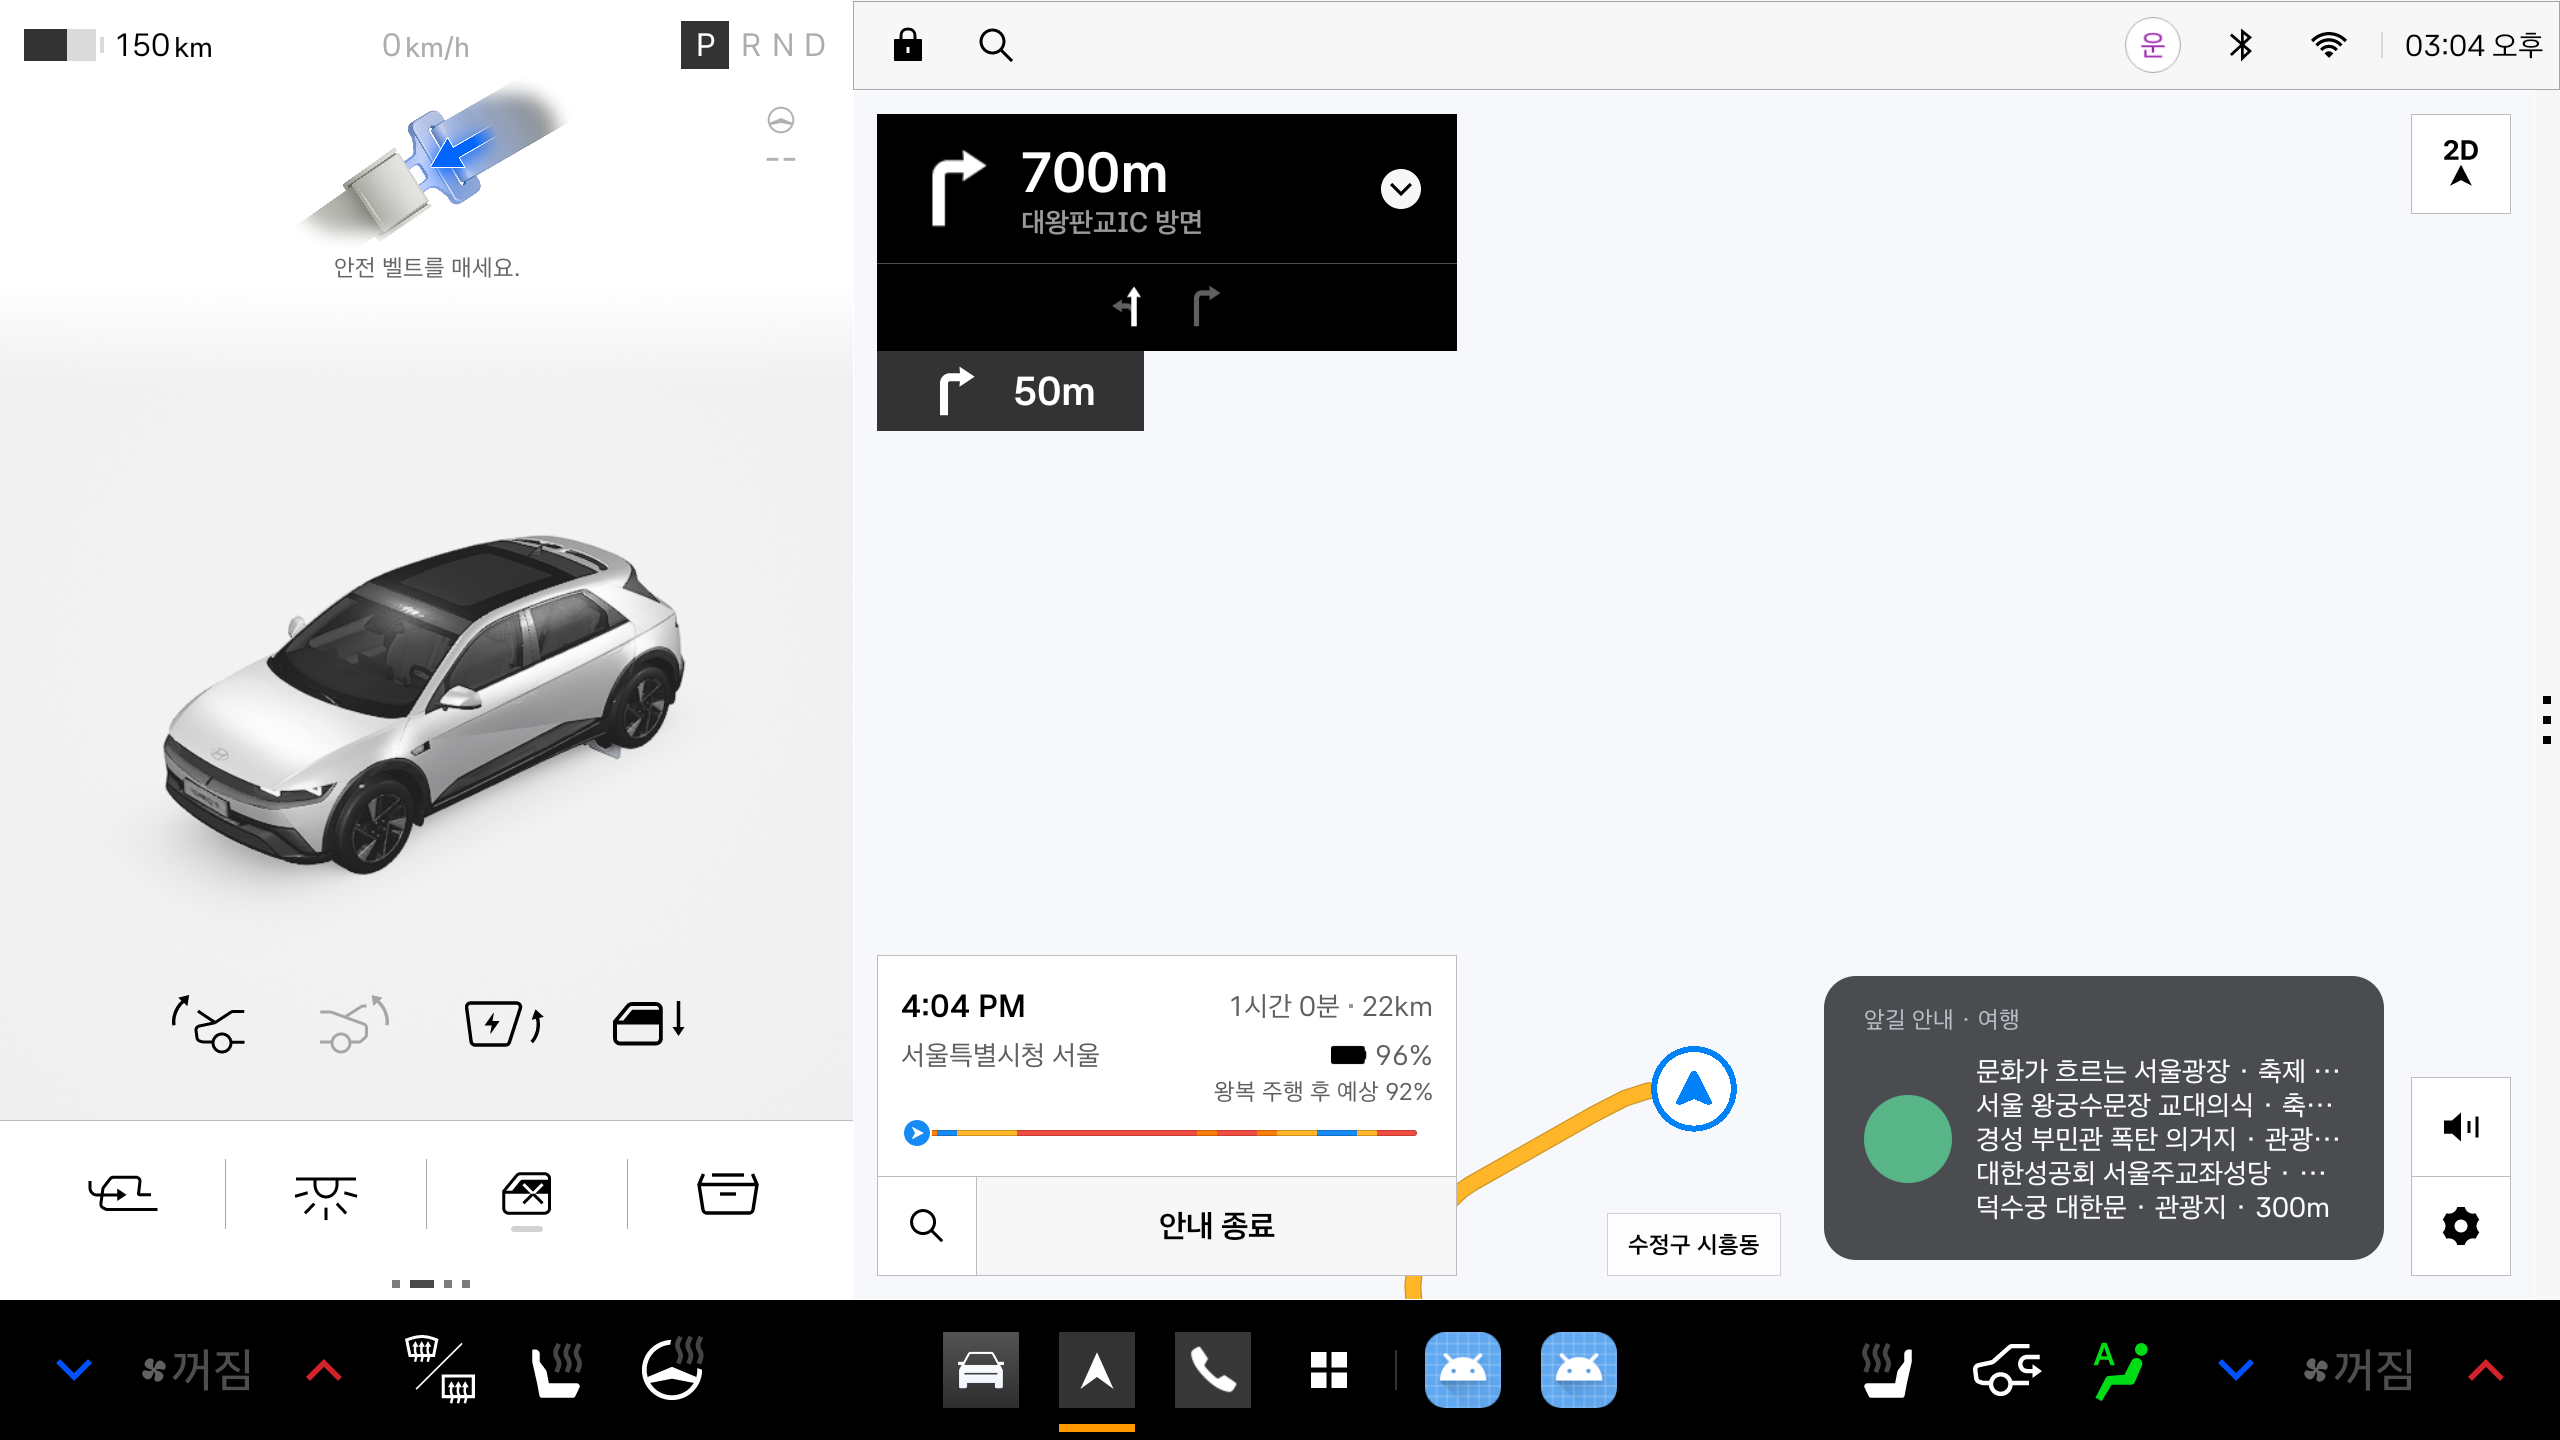 150 km
0 km/h
P R N D
운
03:04 오후
안전 벨트를 매세요.
700m
대왕판교IC 방면
50m
2D
4:04 PM
1시간 0분 · 22km
서울특별시청 서울
96%
왕복 주행 후 예상 92%
안내 종료
수정구 시흥동
앞길 안내 · 여행
문화가 흐르는 서울광장 · 축제 ···
서울 왕궁수문장 교대의식 · 축···
경성 부민관 폭탄 의거지 · 관광···
대한성공회 서울주교좌성당 · ···
덕수궁 대한문 · 관광지 · 300m
꺼짐
A
꺼짐